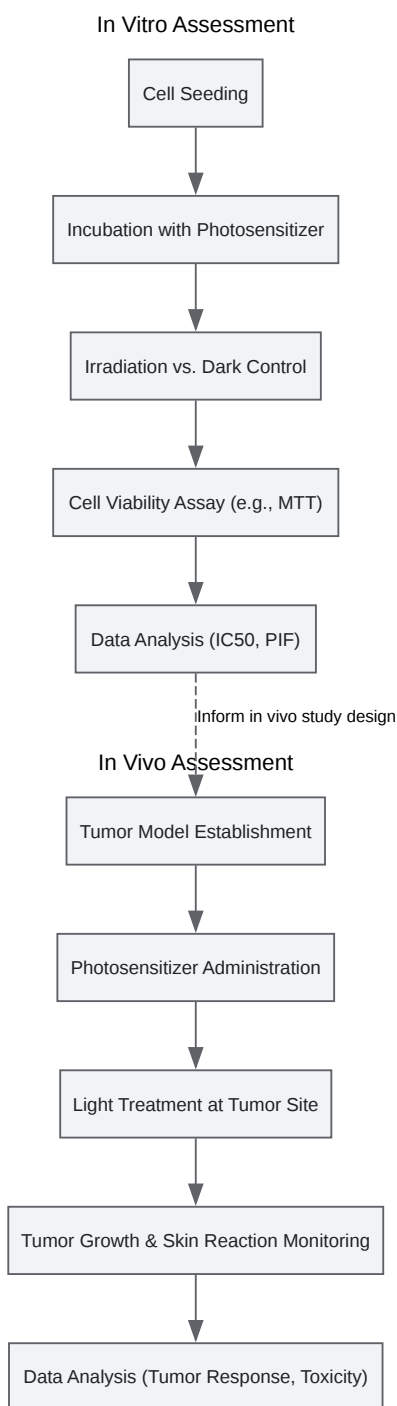 In Vitro Assessment
Cell Seeding
Incubation with Photosensitizer
Irradiation vs. Dark Control
Cell Viability Assay (e.g., MTT)
Data Analysis (IC50, PIF)
Inform in vivo study design
In Vivo Assessment
Tumor Model Establishment
Photosensitizer Administration
Light Treatment at Tumor Site
Tumor Growth & Skin Reaction Monitoring
Data Analysis (Tumor Response, Toxicity)